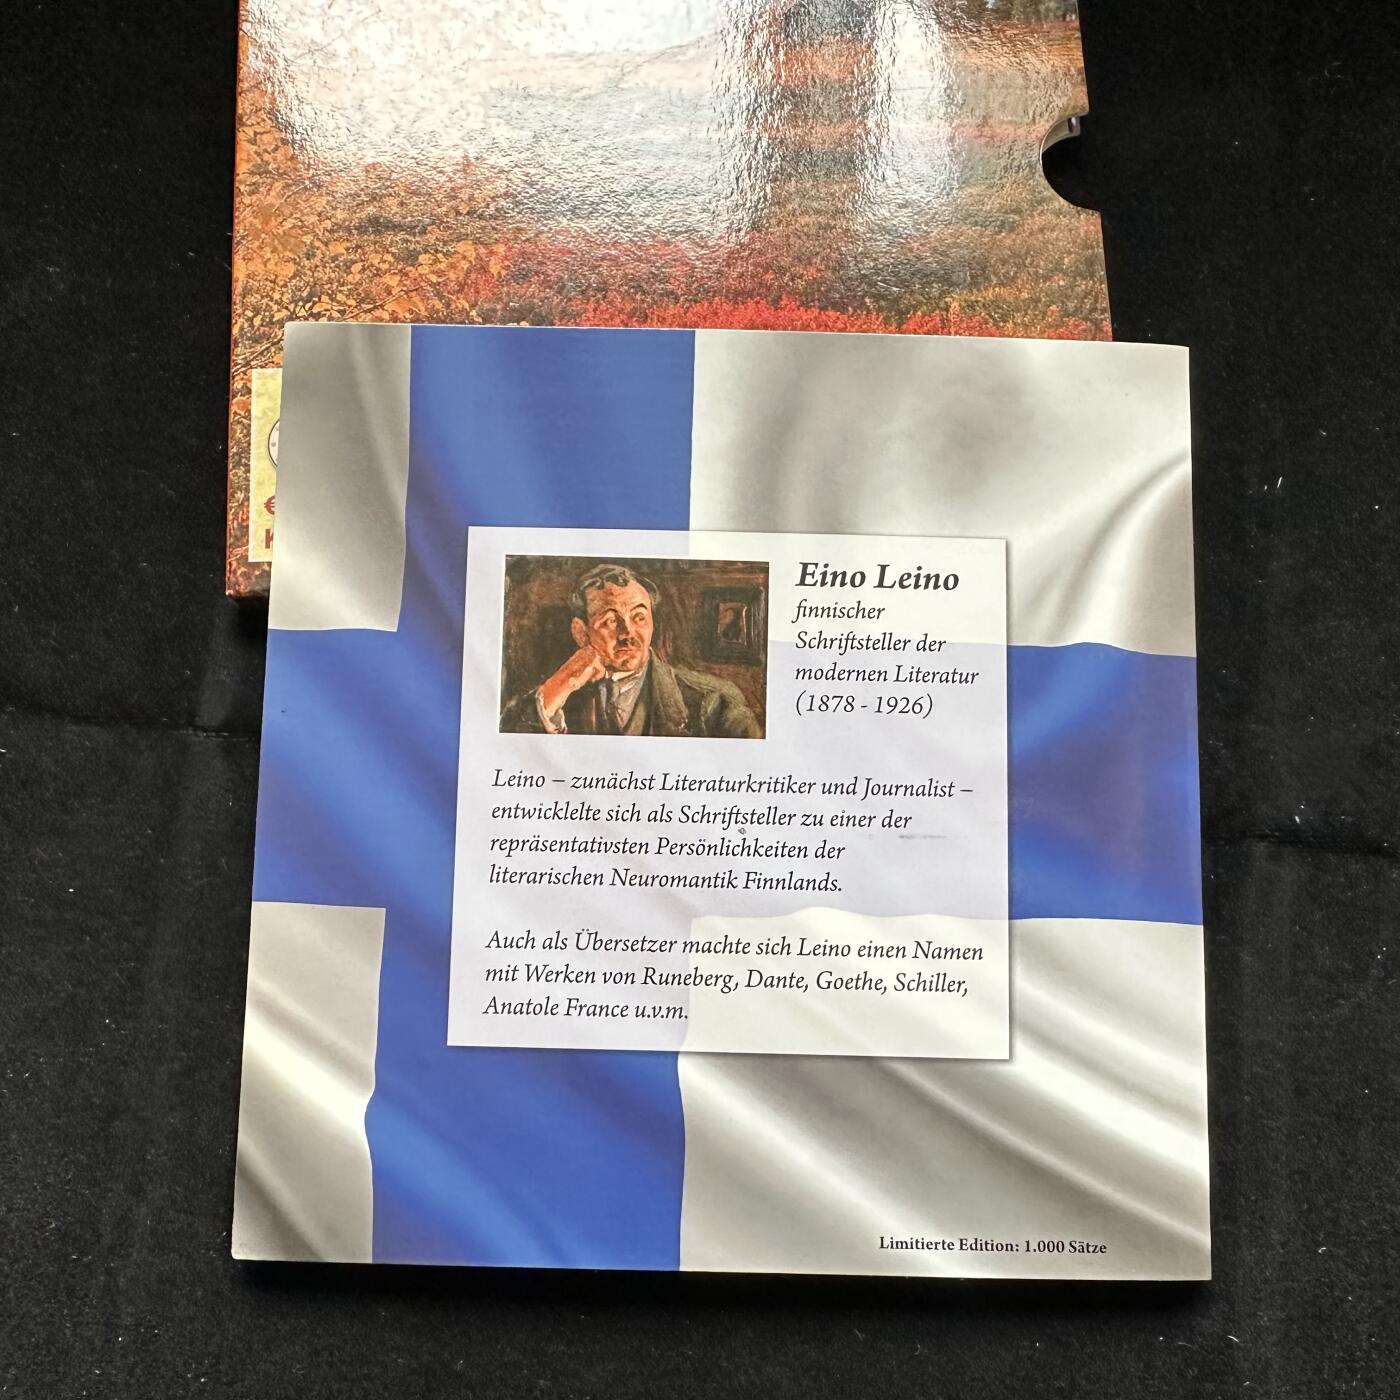 Eino Leino
finnischer
Schriftsteller der
modernen Literatur
(1878 - 1926)
Leino – zunächst Literaturkritiker und Journalist –
entwicklelte sich als Schriftsteller zu einer der
repräsentativsten Persönlichkeiten der
literarischen Neuromantik Finnlands.
Auch als Übersetzer machte sich Leino einen Namen
mit Werken von Runeberg, Dante, Goethe, Schiller,
Anatole France u.v.m.
Limitierte Edition: 1.000 Sätze